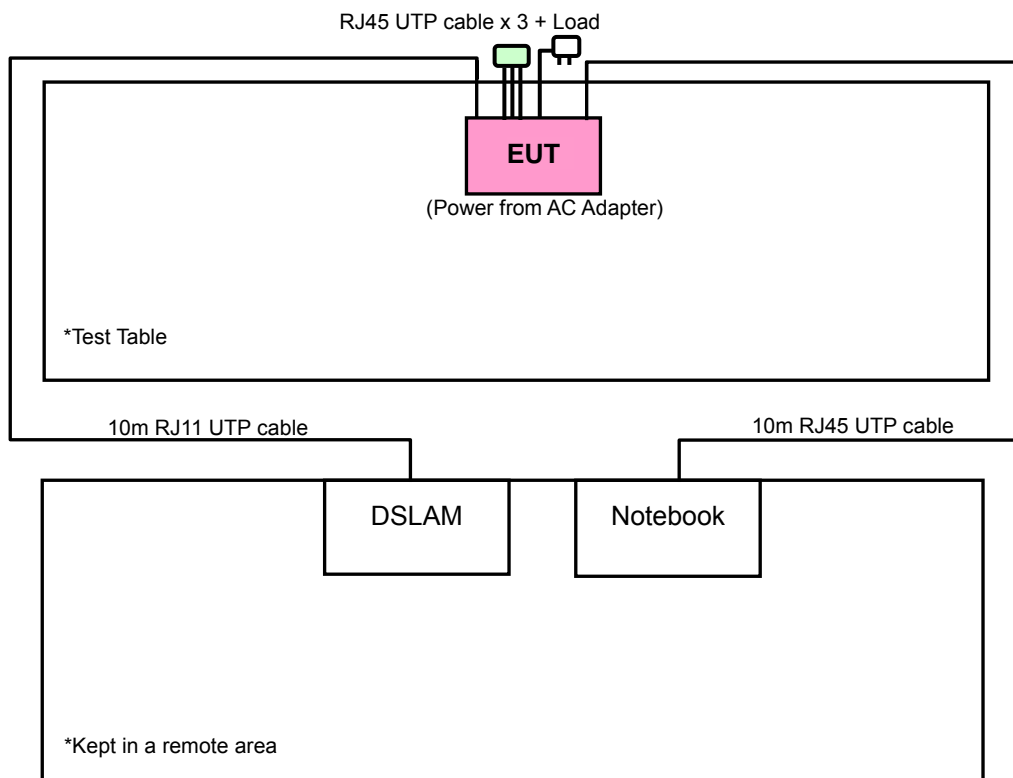 RJ45 UTP cable x 3 + Load
EUT
(Power from AC Adapter)
*Test Table
10m RJ11 UTP cable
10m RJ45 UTP cable
DSLAM
Notebook
*Kept in a remote area